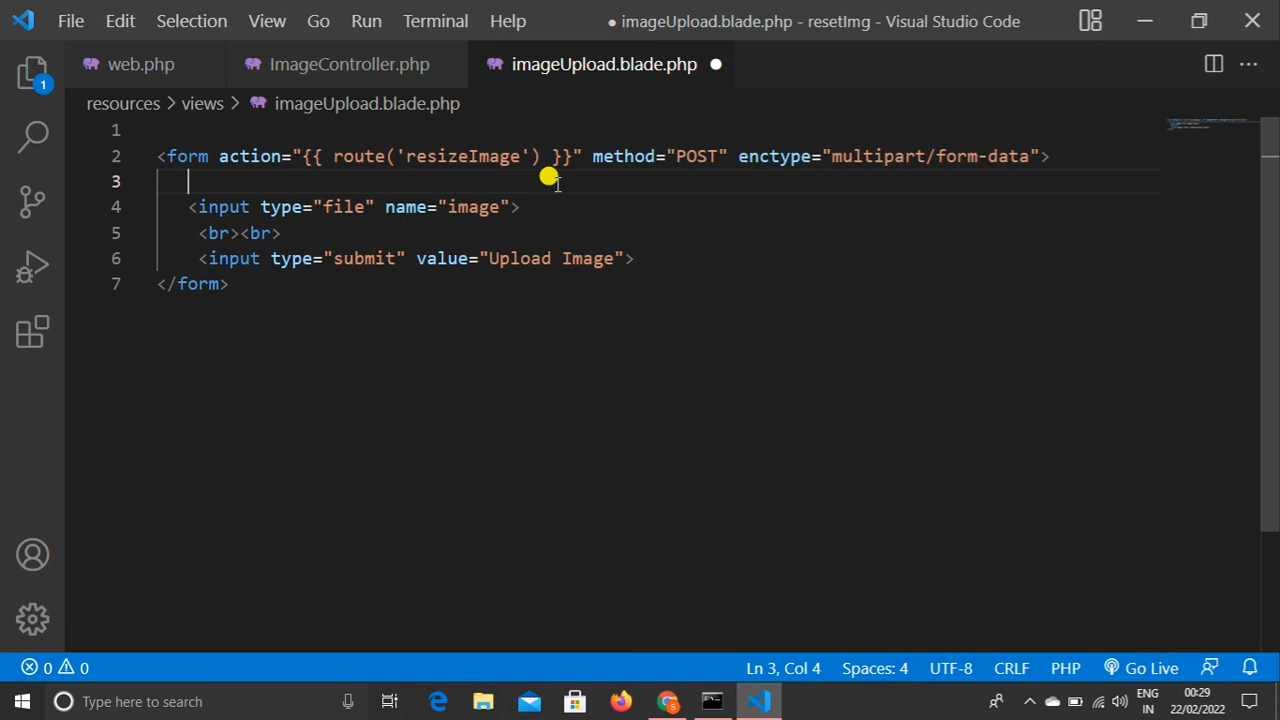 File Edit Selection View Go Run Terminal Help ● imageUpload.blade.php - resetImg - Visual Studio Code
web.php ImageController.php imageUpload.blade.php ●
1
resources > views > imageUpload.blade.php
1
2 <form action="{{ route('resizeImage') }}" method="POST" enctype="multipart/form-data">
3
4 <input type="file" name="image">
5 <br><br>
6 <input type="submit" value="Upload Image">
7 </form>
0 0 Ln 3, Col 4 Spaces: 4 UTF-8 CRLF PHP Go Live
Type here to search S ENG 00:29
IN 22/02/2022